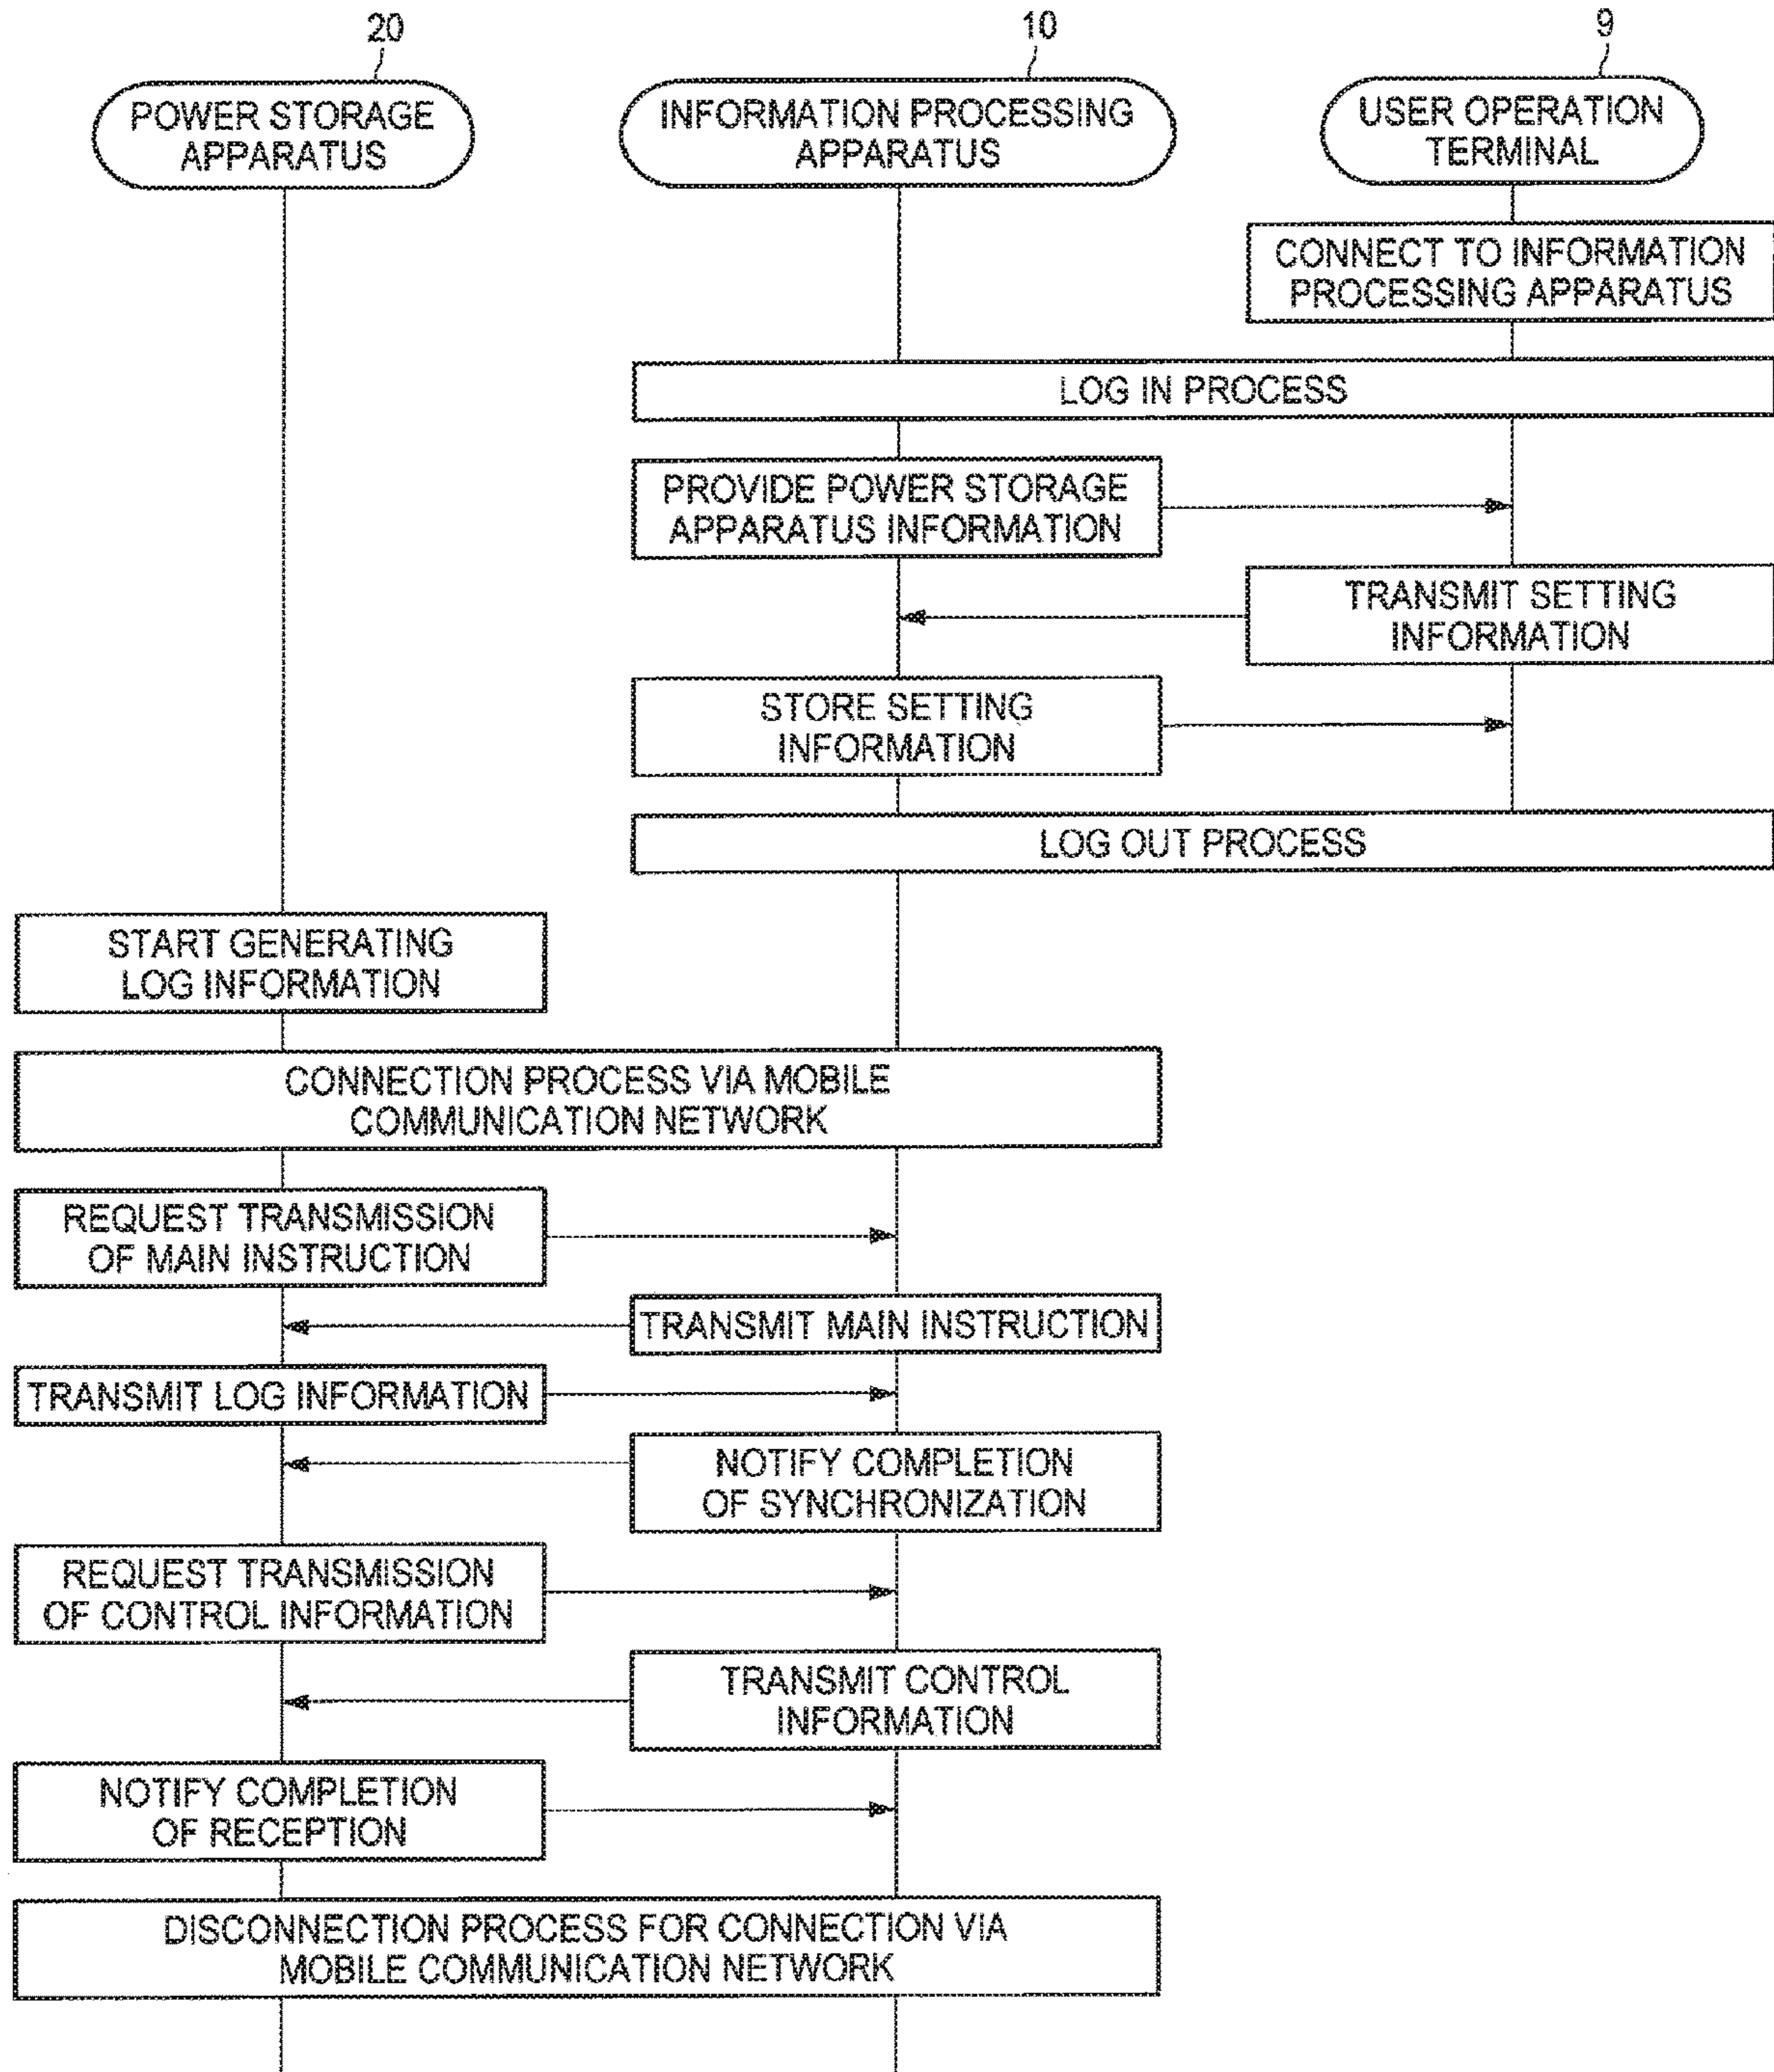 20
10
9
POWER STORAGE
APPARATUS
INFORMATION PROCESSING
APPARATUS
USER OPERATION
TERMINAL
CONNECT TO INFORMATION
PROCESSING APPARATUS
LOG IN PROCESS
PROVIDE POWER STORAGE
APPARATUS INFORMATION
TRANSMIT SETTING
INFORMATION
STORE SETTING
INFORMATION
LOG OUT PROCESS
START GENERATING
LOG INFORMATION
CONNECTION PROCESS VIA MOBILE
COMMUNICATION NETWORK
REQUEST TRANSMISSION
OF MAIN INSTRUCTION
TRANSMIT MAIN INSTRUCTION
TRANSMIT LOG INFORMATION
NOTIFY COMPLETION
OF SYNCHRONIZATION
REQUEST TRANSMISSION
OF CONTROL INFORMATION
TRANSMIT CONTROL
INFORMATION
NOTIFY COMPLETION
OF RECEPTION
DISCONNECTION PROCESS FOR CONNECTION VIA
MOBILE COMMUNICATION NETWORK